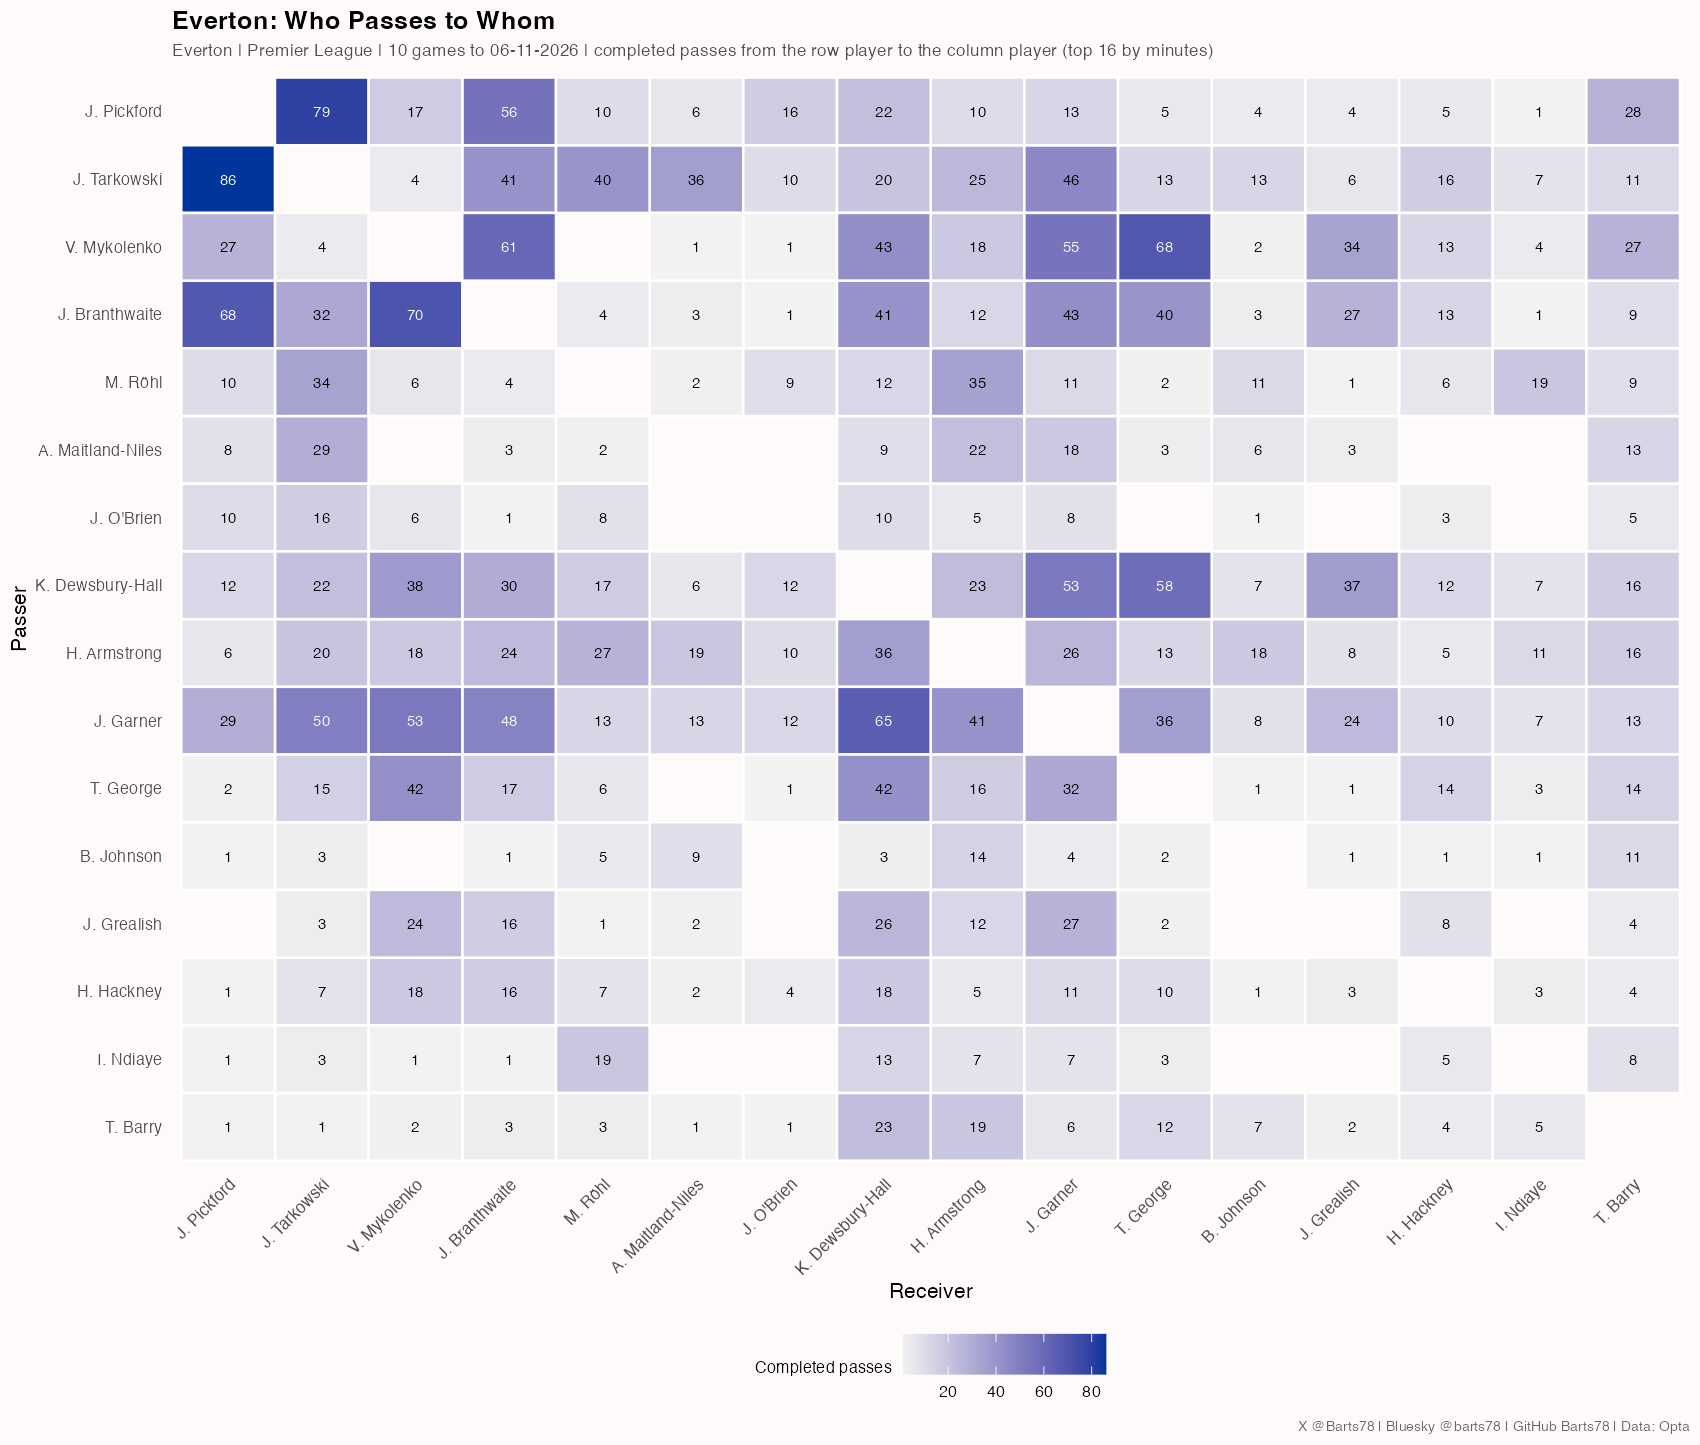 Everton: Who Passes to Whom
Everton | Premier League | 10 games to 06-11-2026 | completed passes from the row player to the column player (top 16 by minutes)
J. Pickford 79 17 56 10 6 16 22 10 13 5 4 4 5 1 28
J. Tarkowski 86 4 41 40 36 10 20 25 46 13 13 6 16 7 11
V. Mykolenko 27 4 61 1 1 43 18 55 68 2 34 13 4 27
J. Branthwaite 68 32 70 4 3 1 41 12 43 40 3 27 13 1 9
M. Röhl 10 34 6 4 2 9 12 35 11 2 11 1 6 19 9
A. Maitland-Niles 8 29 3 2 9 22 18 3 6 3 13
J. O'Brien 10 16 6 1 8 10 5 8 1 3 5
K. Dewsbury-Hall 12 22 38 30 17 6 12 23 53 58 7 37 12 7 16
H. Armstrong 6 20 18 24 27 19 10 36 26 13 18 8 5 11 16
J. Garner 29 50 53 48 13 13 12 65 41 36 8 24 10 7 13
T. George 2 15 42 17 6 1 42 16 32 1 1 14 3 14
B. Johnson 1 3 1 5 9 3 14 4 2 1 1 1 11
J. Grealish 3 24 16 1 2 26 12 27 2 8 4
H. Hackney 1 7 18 16 7 2 4 18 5 11 10 1 3 3 4
I. Ndiaye 1 3 1 1 19 13 7 7 3 5 8
T. Barry 1 1 2 3 3 1 1 23 19 6 12 7 2 4 5
Passer
J. Pickford J. Tarkowski V. Mykolenko J. Branthwaite M. Röhl A. Maitland-Niles J. O'Brien K. Dewsbury-Hall H. Armstrong J. Garner T. George B. Johnson J. Grealish H. Hackney I. Ndiaye T. Barry
Receiver
Completed passes
20 40 60 80
X @Barts78 | Bluesky @barts78 | GitHub Barts78 | Data: Opta